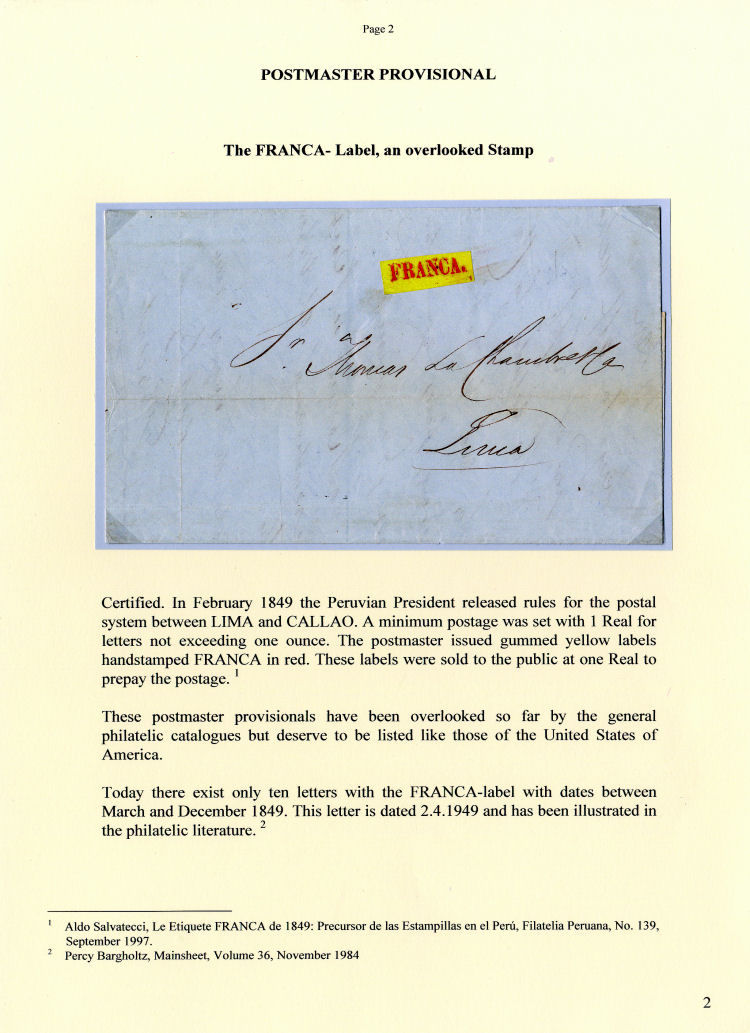 Page 2
POSTMASTER PROVISIONAL
The FRANCA- Label, an overlooked Stamp
FRANCA.
Sr Dn
Thomas La Chambre & Ca
Lima
Certified. In February 1849 the Peruvian President released rules for the postal
system between LIMA and CALLAO. A minimum postage was set with 1 Real for
letters not exceeding one ounce. The postmaster issued gummed yellow labels
handstamped FRANCA in red. These labels were sold to the public at one Real to
prepay the postage. 1
These postmaster provisionals have been overlooked so far by the general
philatelic catalogues but deserve to be listed like those of the United States of
America.
Today there exist only ten letters with the FRANCA-label with dates between
March and December 1849. This letter is dated 2.4.1949 and has been illustrated in
the philatelic literature. 2
1 Aldo Salvatecci, Le Etiquete FRANCA de 1849: Precursor de las Estampillas en el Perú, Filatelia Peruana, No. 139,
September 1997.
2 Percy Bargholtz, Mainsheet, Volume 36, November 1984
2